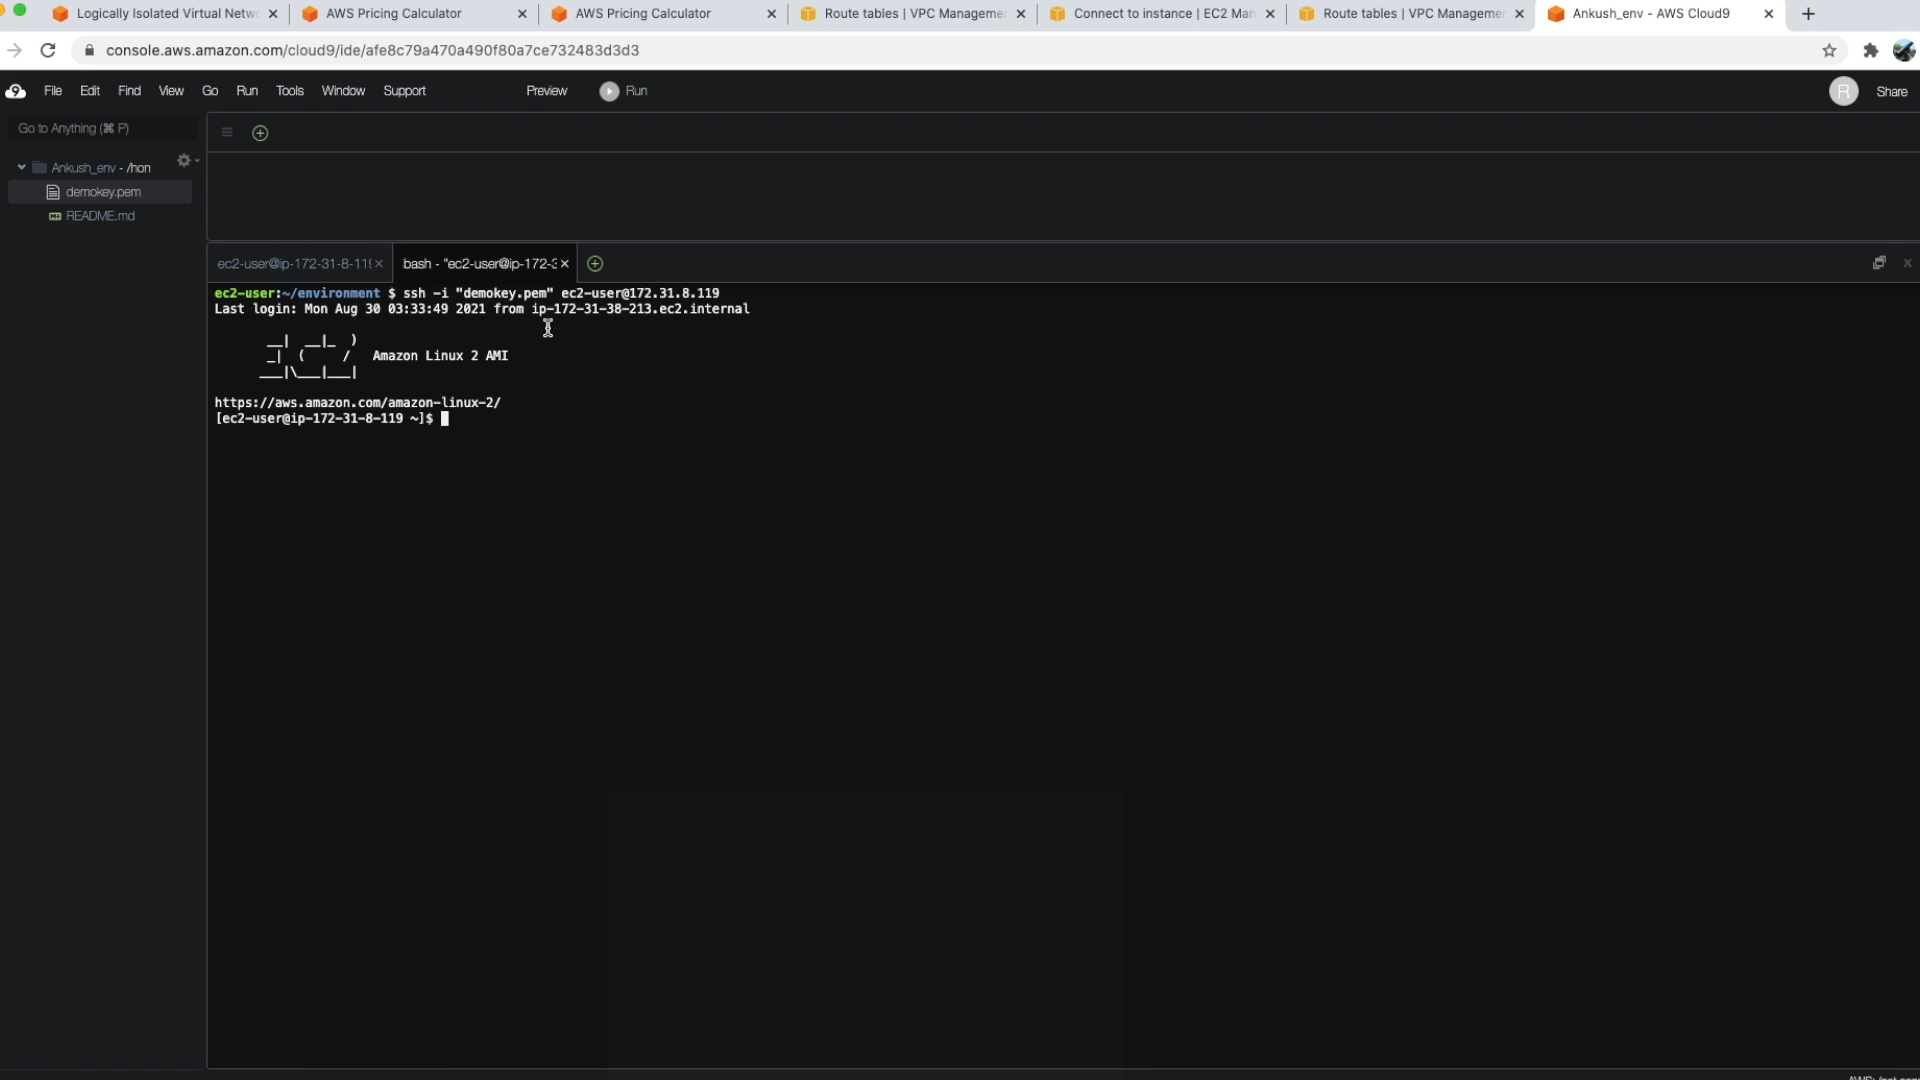 Logically Isolated Virtual Netw
AWS Pricing Calculator
AWS Pricing Calculator
Route tables | VPC Manageme
Connect to instance | EC2 Man
Route tables | VPC Managemer
Ankush_env - AWS Cloud9
console.aws.amazon.com/cloud9/ide/afe8c79a470a490f80a7ce732483d3d3
9 File Edit Find View Go Run Tools Window Support Preview Run R Share
Go to Anything (⌘ P)
Ankush_env - /hon
demokey.pem
README.md
ec2-user@ip-172-31-8-119
bash - "ec2-user@ip-172-3
ec2-user:~/environment $ ssh -i "demokey.pem" ec2-user@172.31.8.119
Last login: Mon Aug 30 03:33:49 2021 from ip-172-31-38-213.ec2.internal
__| __|_ )
_| ( / Amazon Linux 2 AMI
___|\___|___|
https://aws.amazon.com/amazon-linux-2/
[ec2-user@ip-172-31-8-119 ~]$